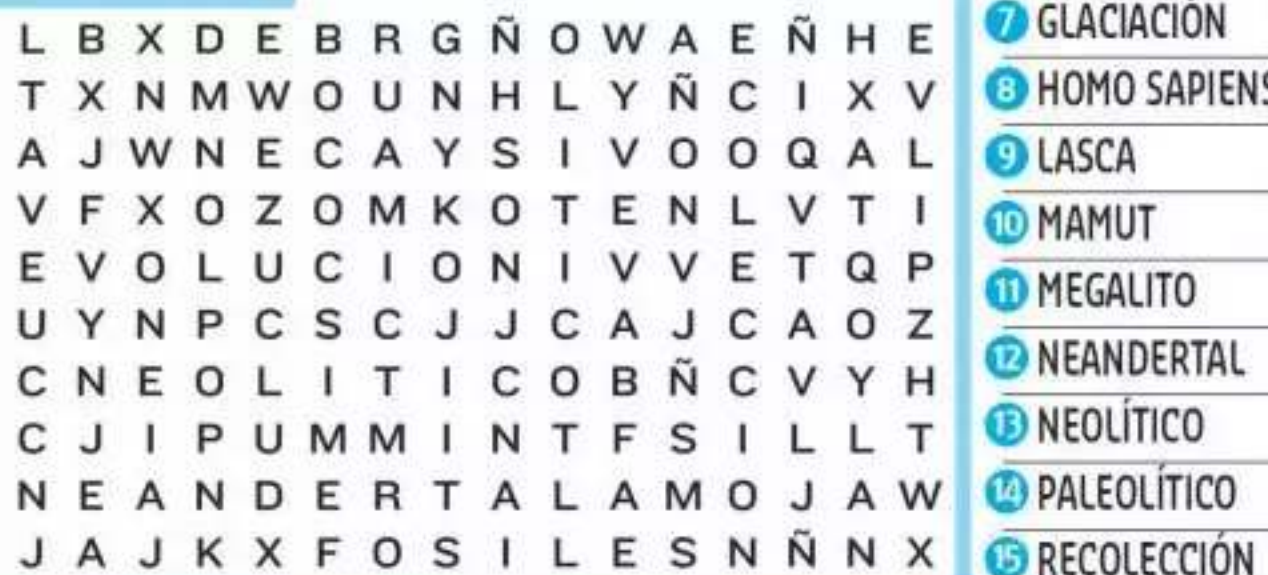 L B X D E B R G Ñ O W A E Ñ H E
T X N M W O U N H L Y Ñ C I X V
A J W N E C A Y S I V O O Q A L
V F X O Z O M K O T E N L V T I
E V O L U C I O N I V V E T Q P
U Y N P C S C J J C A J C A O Z
C N E O L I T I C O B Ñ C V Y H
C J I P U M M I N T F S I L L T
N E A N D E R T A L A M O J A W
J A J K X F O S I L E S N Ñ N X
7 GLACIACIÓN
8 HOMO SAPIENS
9 LASCA
10 MAMUT
11 MEGALITO
12 NEANDERTAL
13 NEOLÍTICO
14 PALEOLÍTICO
15 RECOLECCIÓN